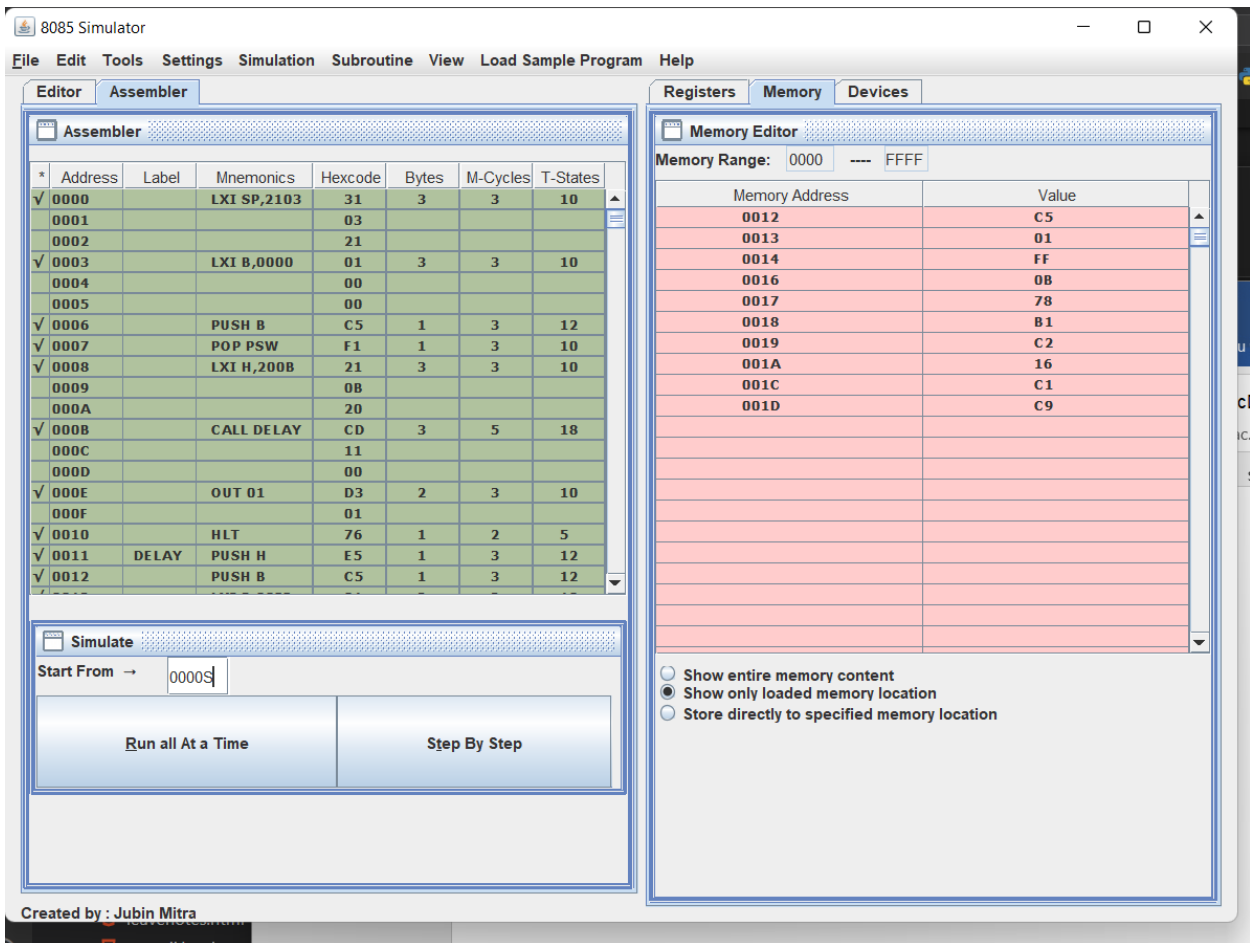 8085 Simulator
File Edit Tools Settings Simulation Subroutine View Load Sample Program Help
Editor Assembler
Assembler
* Address Label Mnemonics Hexcode Bytes M-Cycles T-States
√ 0000 LXI SP,2103 31 3 3 10
0001 03
0002 21
√ 0003 LXI B,0000 01 3 3 10
0004 00
0005 00
√ 0006 PUSH B C5 1 3 12
√ 0007 POP PSW F1 1 3 10
√ 0008 LXI H,200B 21 3 3 10
0009 0B
000A 20
√ 000B CALL DELAY CD 3 5 18
000C 11
000D 00
√ 000E OUT 01 D3 2 3 10
000F 01
√ 0010 HLT 76 1 2 5
√ 0011 DELAY PUSH H E5 1 3 12
√ 0012 PUSH B C5 1 3 12
Simulate
Start From → 0000S
Run all At a Time Step By Step
Created by : Jubin Mitra
Registers Memory Devices
Memory Editor
Memory Range: 0000 ---- FFFF
Memory Address Value
0012 C5
0013 01
0014 FF
0016 0B
0017 78
0018 B1
0019 C2
001A 16
001C C1
001D C9
Show entire memory content
Show only loaded memory location
Store directly to specified memory location